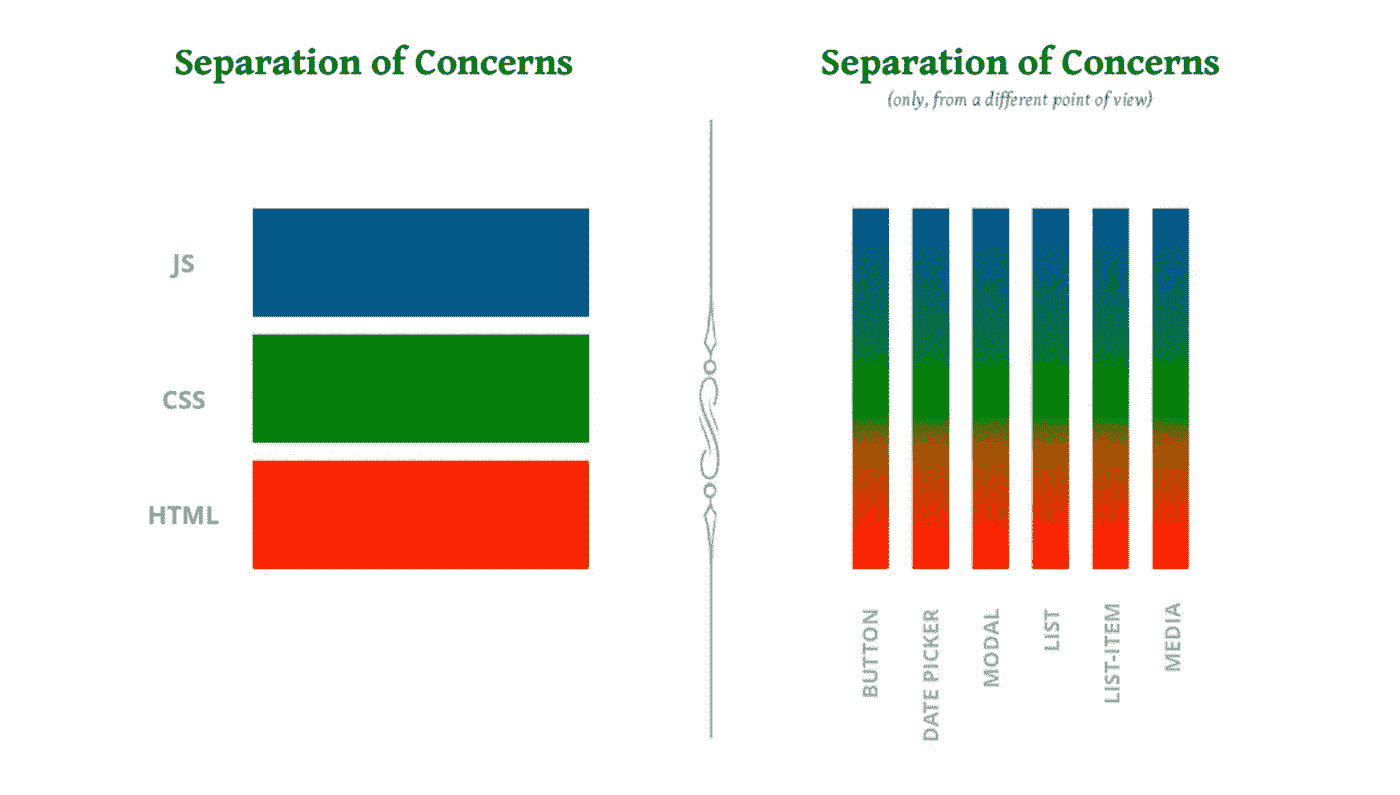 Separation of Concerns
JS
CSS
HTML
Separation of Concerns
(only, from a different point of view)
BUTTON
DATE PICKER
MODAL
LIST
LIST-ITEM
MEDIA